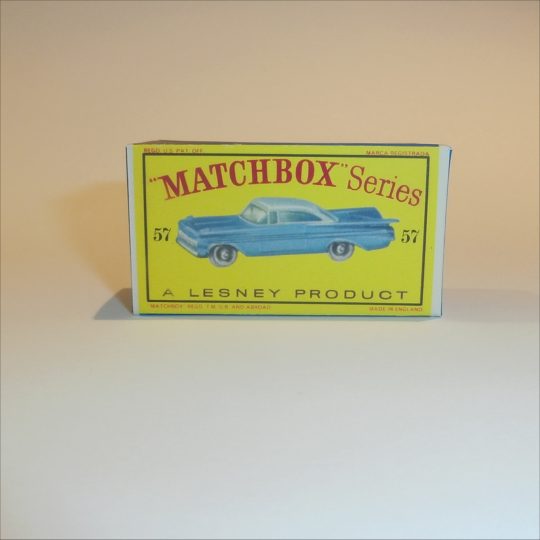 REGD. U.S. PAT. OFF. MARCA REGISTRADA
"MATCHBOX" Series
57 57
A LESNEY PRODUCT
"MATCHBOX" REGD. T.M. U.S. AND ABROAD MADE IN ENGLAND